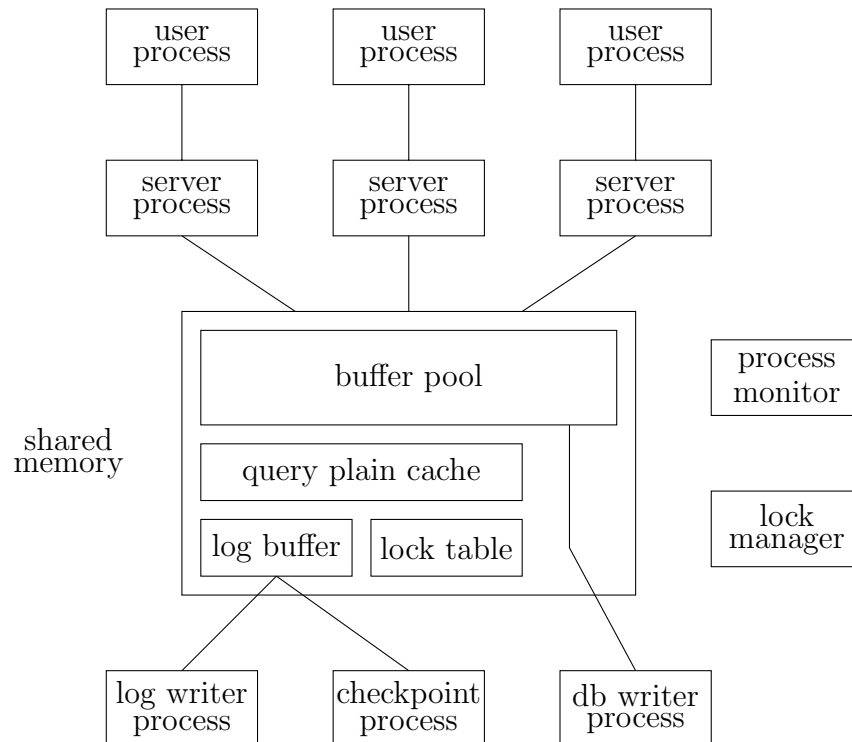 user
process
user
process
user
process
server
process
server
process
server
process
buffer pool
process
monitor
shared
memory
query plain cache
log buffer
lock table
lock
manager
log writer
process
checkpoint
process
db writer
process